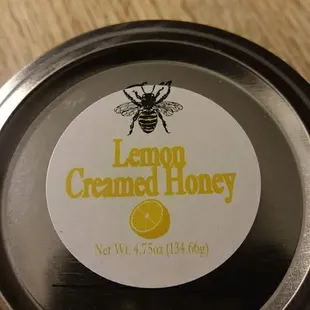 Lemon
Creamed Honey
Net Wt. 4.75oz (134.66g)